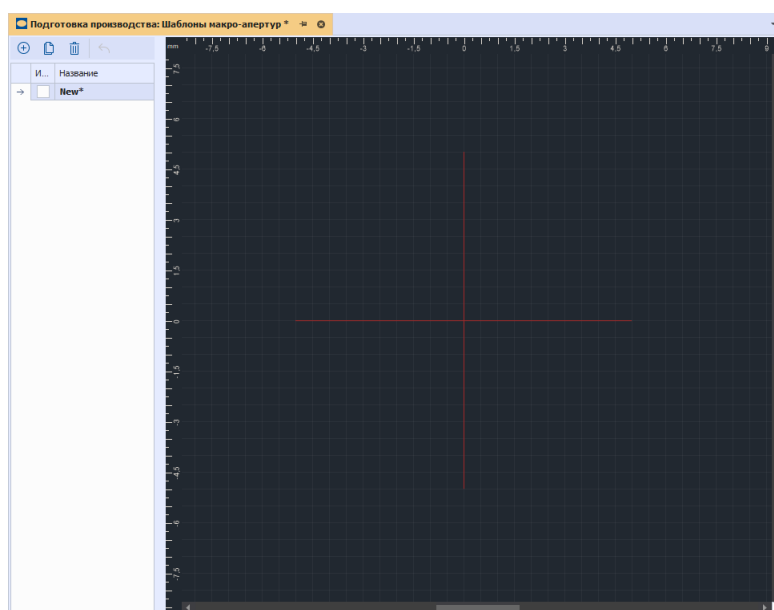 Подготовка производства: Шаблоны макро-апертур *
mm -7,5 -6 -4,5 -3 -1,5 0 1,5 3 4,5 6 7,5 9
И... Название
New*
7,5
6
4,5
3
1,5
0
-1,5
-3
-4,5
-6
-7,5